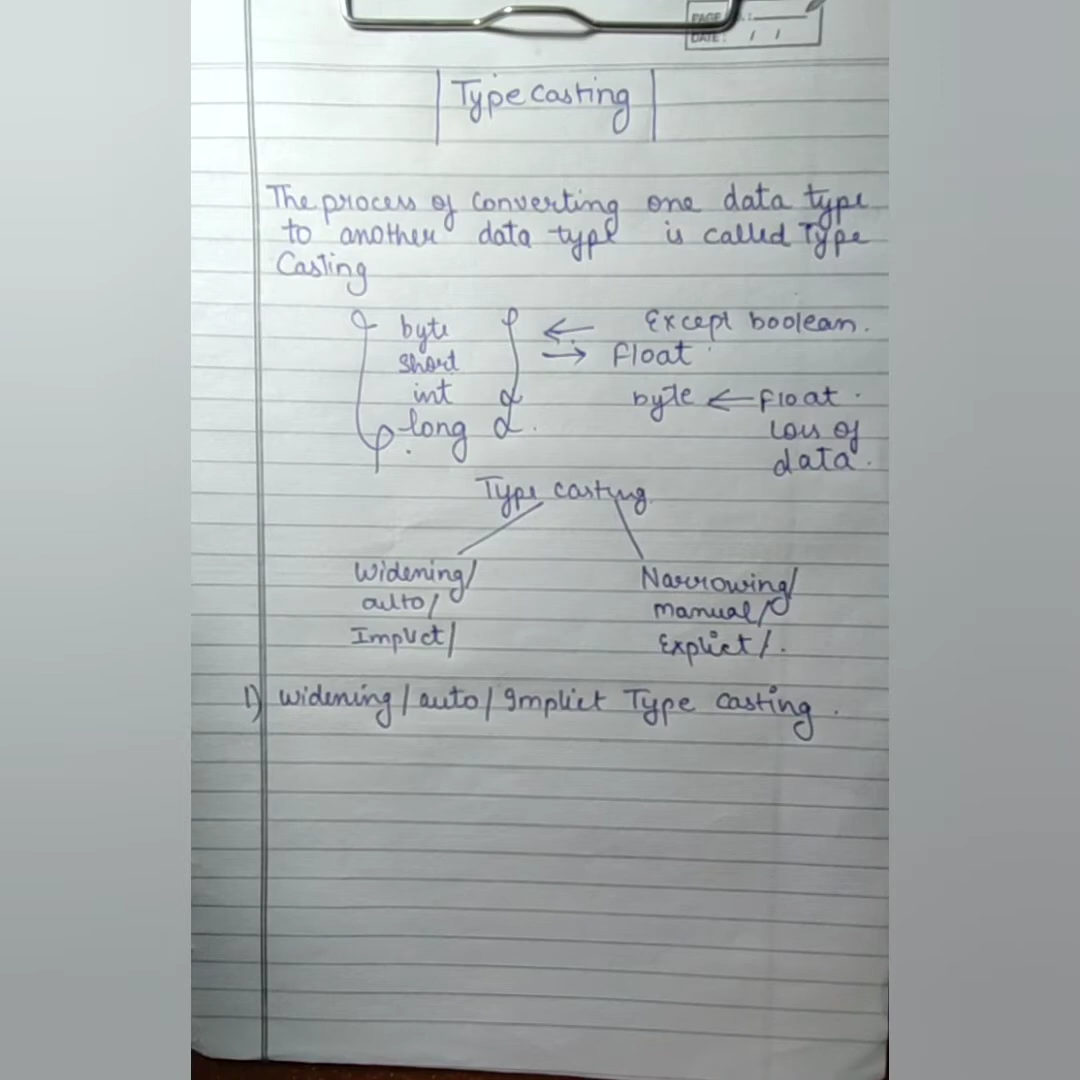 PAGE
DATE: / /
Type casting
The process of converting one data type
to another data type is called Type
Casting
byte ← Except boolean.
short → Float
int byte ← Float
long Loss of
data.
Type casting
Widening/ Narrowing/
auto/ manual/
Implict/ Explict/.
1) widening/auto/Implict Type casting.